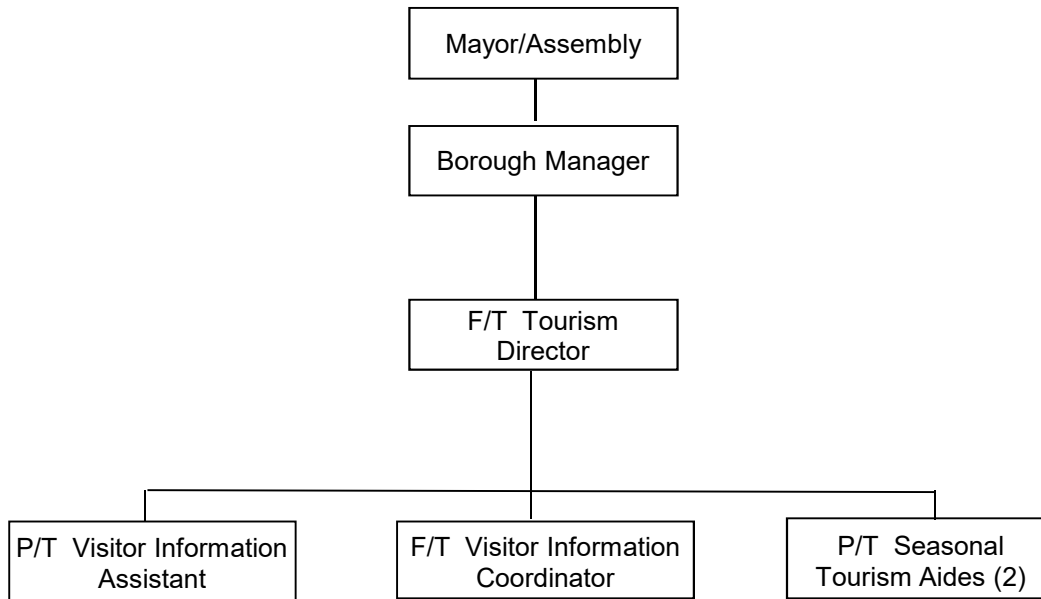 Mayor/Assembly
Borough Manager
F/T Tourism
Director
P/T Visitor Information
Assistant
F/T Visitor Information
Coordinator
P/T Seasonal
Tourism Aides (2)